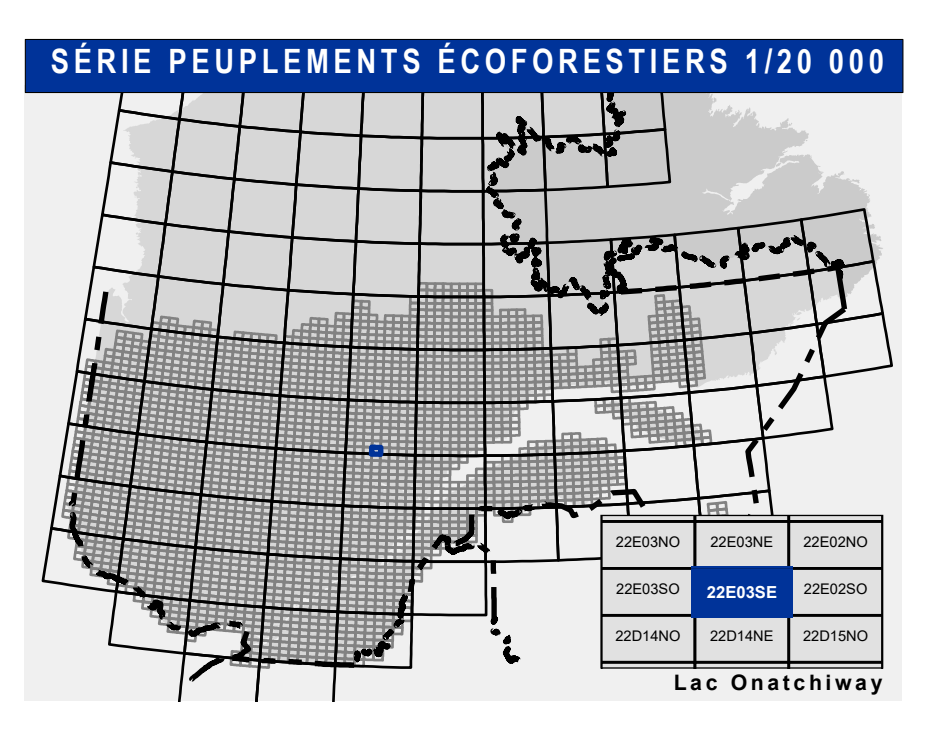 SÉRIE PEUPLEMENTS ÉCOFORESTIERS 1/20 000
22E03NO 22E03NE 22E02NO
22E03SO 22E03SE 22E02SO
22D14NO 22D14NE 22D15NO
Lac Onatchiway